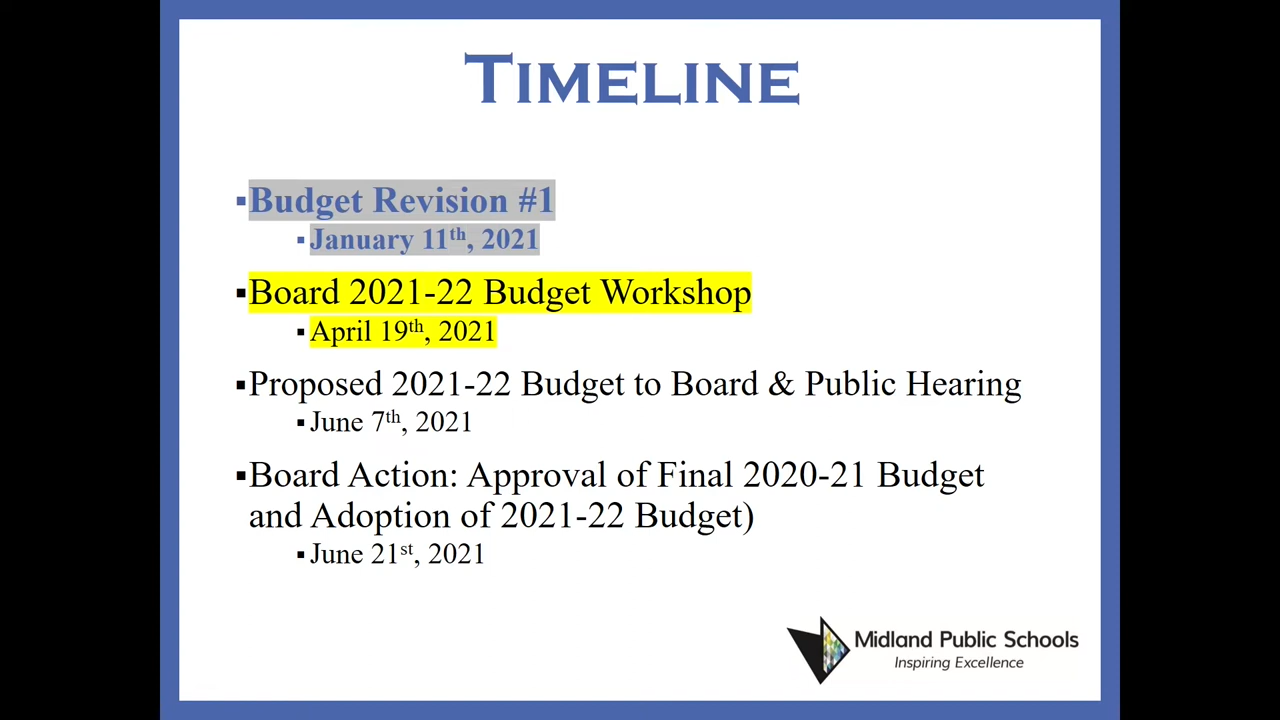 TIMELINE
▪Budget Revision #1
▪January 11th, 2021
▪Board 2021-22 Budget Workshop
▪April 19th, 2021
▪Proposed 2021-22 Budget to Board & Public Hearing
▪June 7th, 2021
▪Board Action: Approval of Final 2020-21 Budget
and Adoption of 2021-22 Budget)
▪June 21st, 2021
Midland Public Schools
Inspiring Excellence